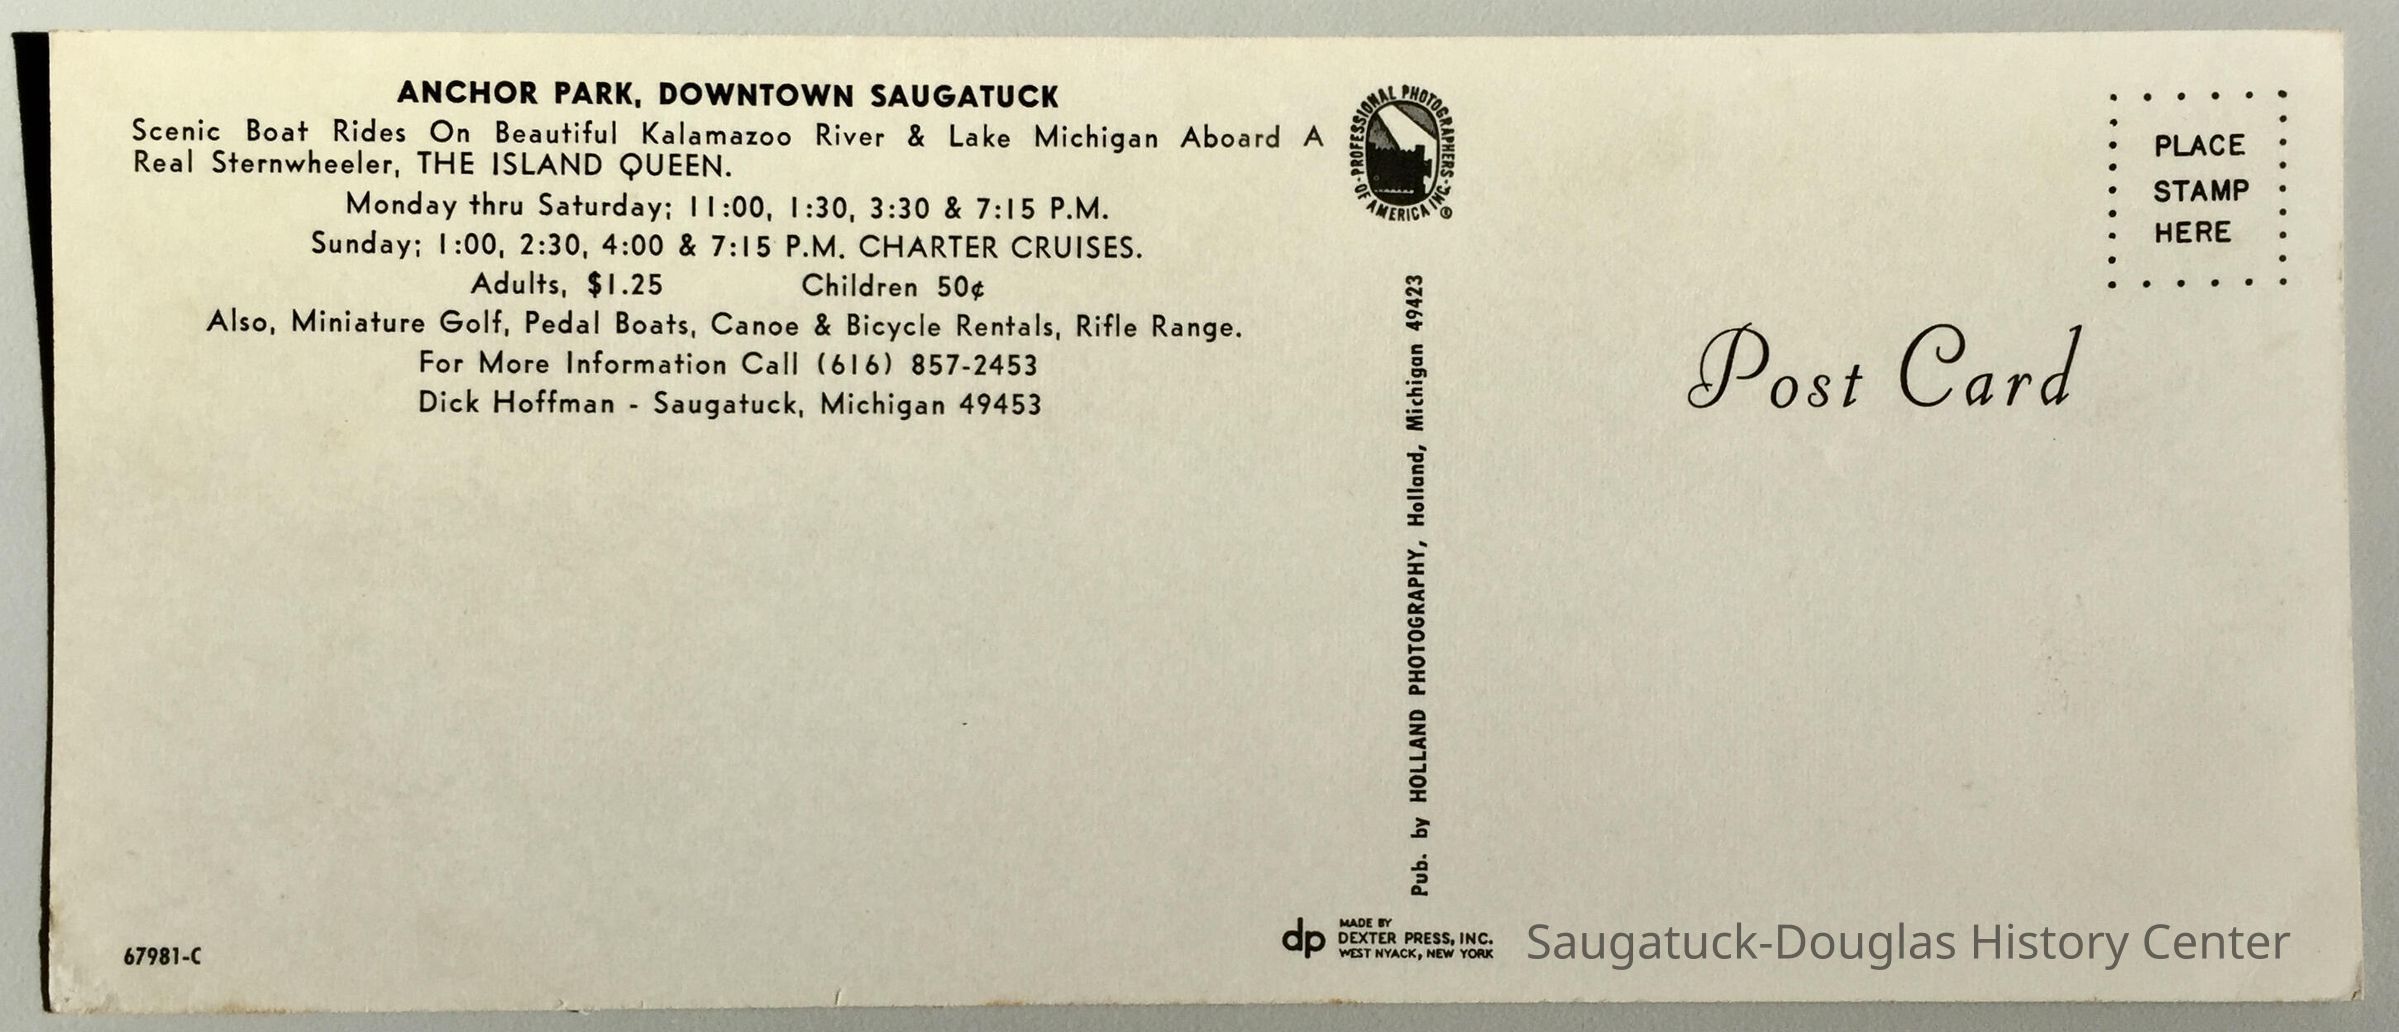 ANCHOR PARK, DOWNTOWN SAUGATUCK
Scenic Boat Rides On Beautiful Kalamazoo River & Lake Michigan Aboard A
Real Sternwheeler, THE ISLAND QUEEN.
Monday thru Saturday; 11:00, 1:30, 3:30 & 7:15 P.M.
Sunday; 1:00, 2:30, 4:00 & 7:15 P.M. CHARTER CRUISES.
Adults, $1.25 Children 50¢
Also, Miniature Golf, Pedal Boats, Canoe & Bicycle Rentals, Rifle Range.
For More Information Call (616) 857-2453
Dick Hoffman - Saugatuck, Michigan 49453
67981-C
·PROFESSIONAL PHOTOGRAPHERS·
OF AMERICA INC. ®
Pub. by HOLLAND PHOTOGRAPHY, Holland, Michigan 49423
dp
MADE BY
DEXTER PRESS, INC.
WEST NYACK, NEW YORK
PLACE
STAMP
HERE
Post Card
Saugatuck-Douglas History Center